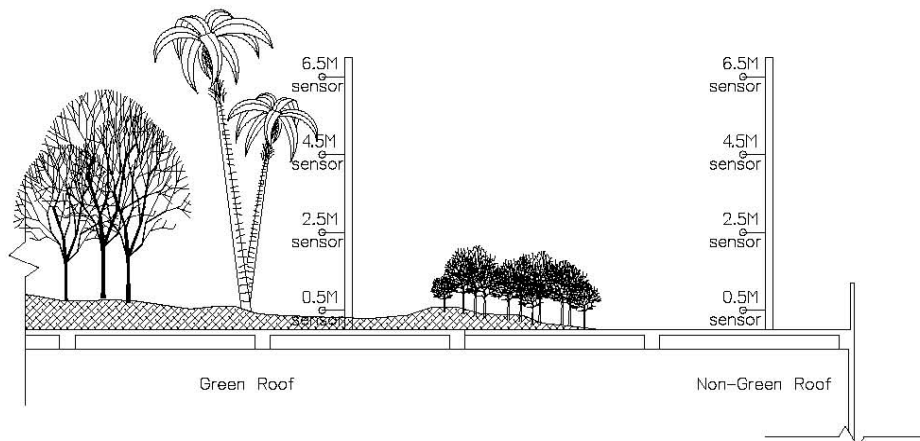 6.5M
sensor
4.5M
sensor
2.5M
sensor
0.5M
sensor
6.5M
sensor
4.5M
sensor
2.5M
sensor
0.5M
sensor
Green Roof
Non-Green Roof